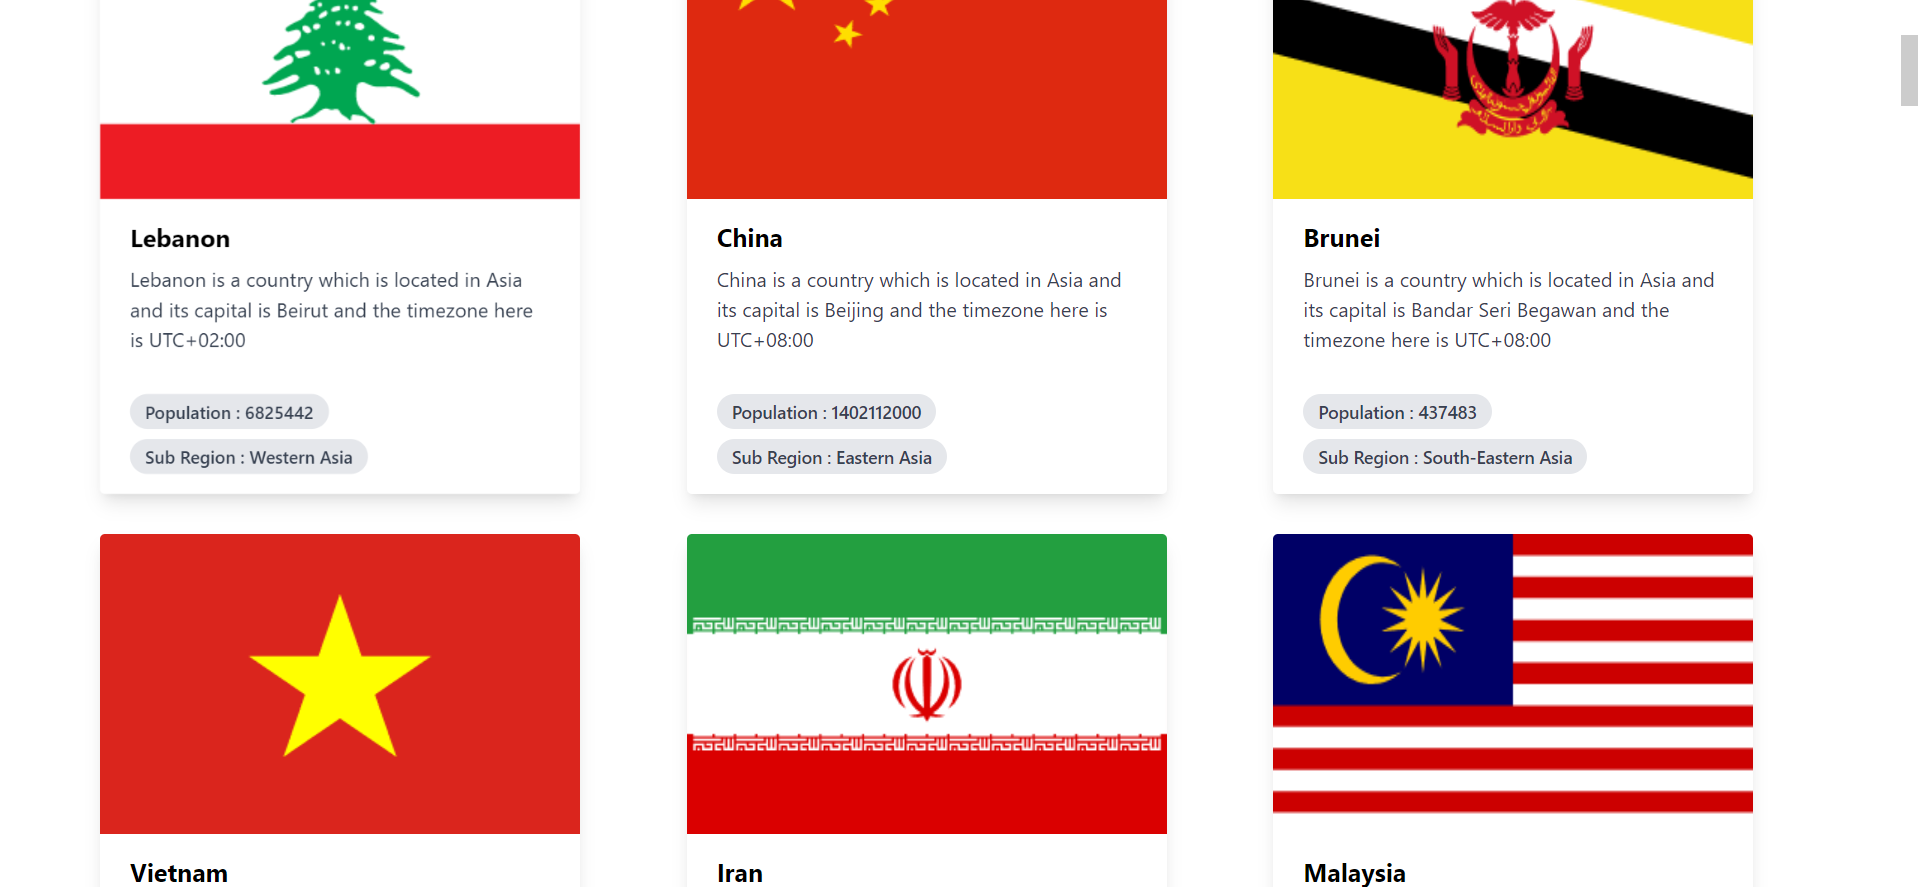 Lebanon
Lebanon is a country which is located in Asia
and its capital is Beirut and the timezone here
is UTC+02:00
Population : 6825442
Sub Region : Western Asia
China
China is a country which is located in Asia and
its capital is Beijing and the timezone here is
UTC+08:00
Population : 1402112000
Sub Region : Eastern Asia
Brunei
Brunei is a country which is located in Asia and
its capital is Bandar Seri Begawan and the
timezone here is UTC+08:00
Population : 437483
Sub Region : South-Eastern Asia
Vietnam
Iran
Malaysia